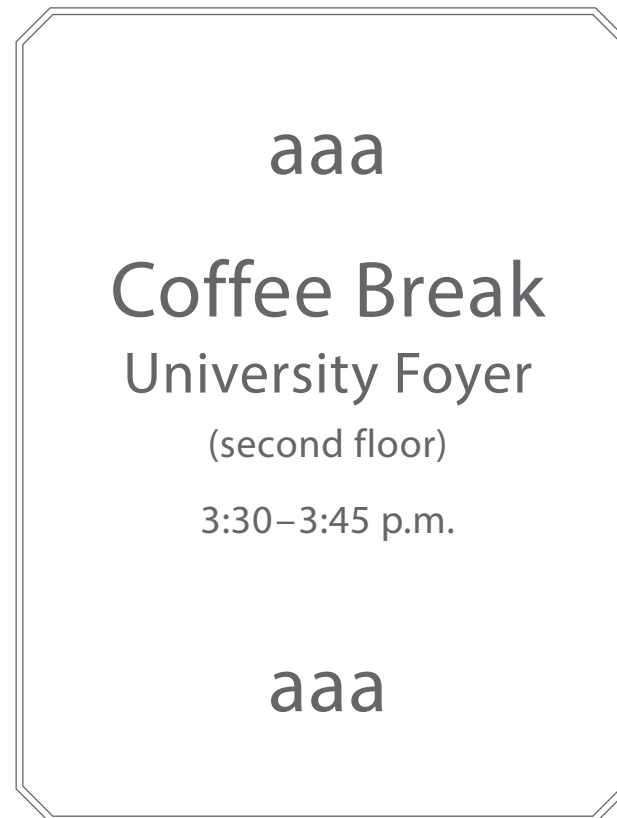 aaa
Coffee Break
University Foyer
(second floor)
3:30–3:45 p.m.
aaa